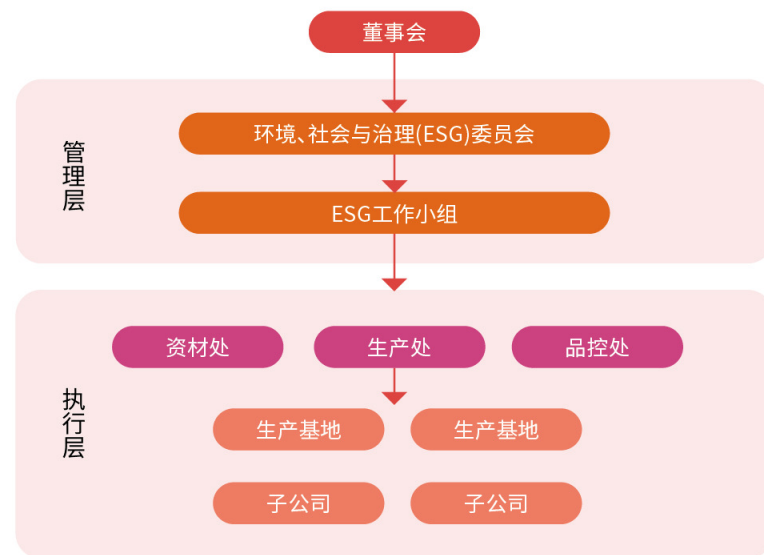 董事会
管理层
环境、社会与治理(ESG)委员会
ESG工作小组
执行层
资材处 生产处 品控处
生产基地 生产基地
子公司 子公司